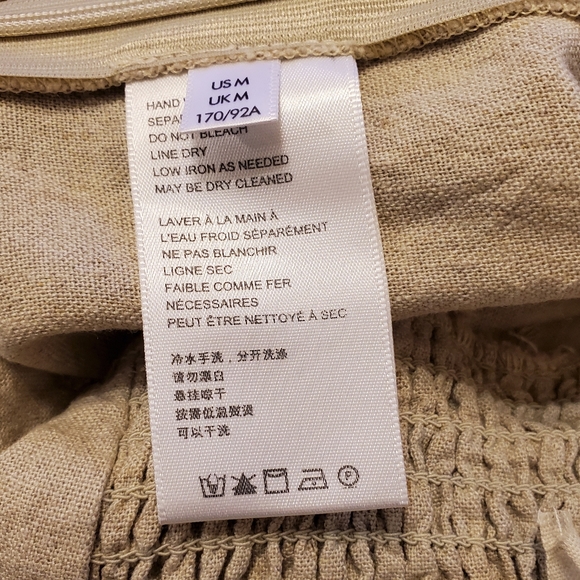 US M
UK M
170/92A
HAND
SEPA
DO NOT BLEACH
LINE DRY
LOW IRON AS NEEDED
MAY BE DRY CLEANED
LAVER À LA MAIN À
L'EAU FROID SÉPARÉMENT
NE PAS BLANCHIR
LIGNE SEC
FAIBLE COMME FER
NÉCESSAIRES
PEUT ÊTRE NETTOYÉ À SEC
冷水手洗，分开洗涤
请勿漂白
悬挂晾干
按需低温熨烫
可以干洗
P